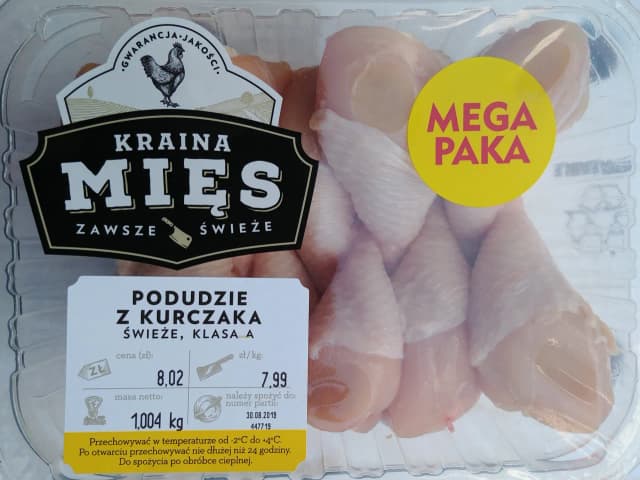 GWARANCJA·JAKOŚCI
KRAINA
MIĘS
ZAWSZE ŚWIEŻE
MEGA
PAKA
PODUDZIE
Z KURCZAKA
ŚWIEŻE, KLASA A
cena (zł):
zł/kg:
ZŁ
8,02
7,99
masa netto:
należy spożyć do:
numer partii:
1,004 kg
30.08.2019
447719
Przechowywać w temperaturze od -2°C do +4°C.
Po otwarciu przechowywać nie dłużej niż 24 godziny.
Do spożycia po obróbce cieplnej.